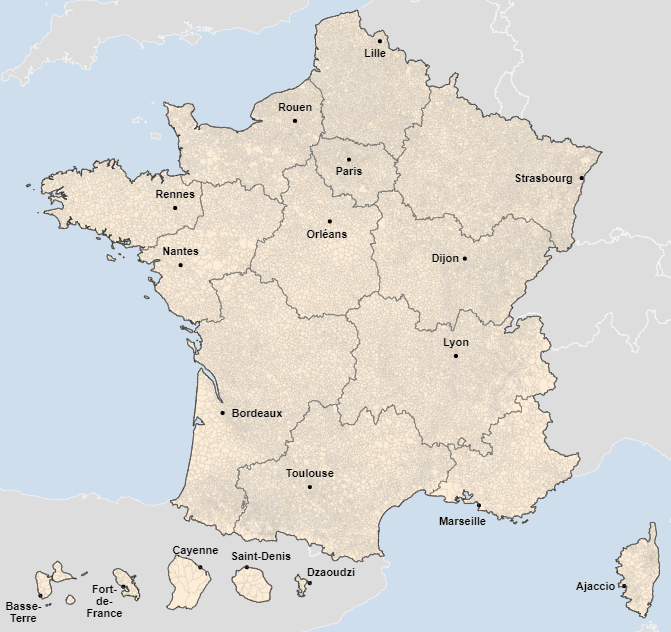 Lille
Rouen
Paris
Strasbourg
Rennes
Orléans
Nantes
Dijon
Lyon
Bordeaux
Toulouse
Marseille
Cayenne
Saint-Denis
Dzaoudzi
Ajaccio
Basse-
Terre
Fort-
de-
France